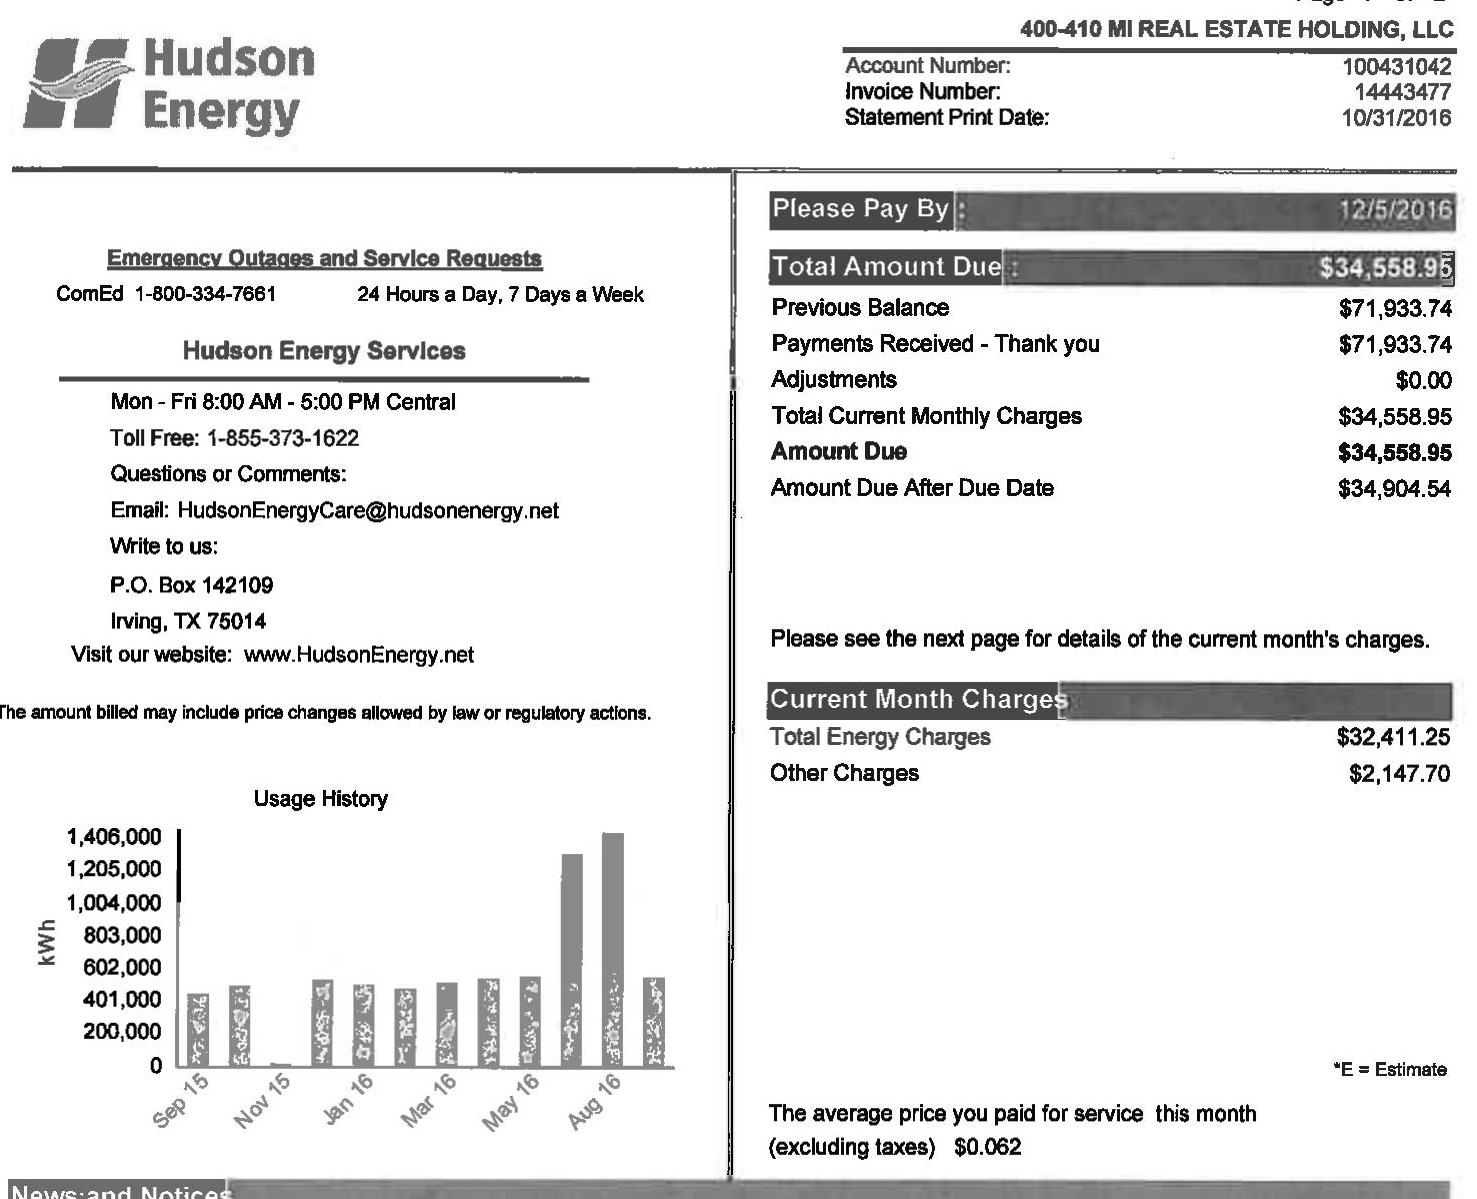 400-410 MI REAL ESTATE HOLDING, LLC
Hudson
Energy
Account Number: 100431042
Invoice Number: 14443477
Statement Print Date: 10/31/2016
Emergency Outages and Service Requests
ComEd 1-800-334-7661 24 Hours a Day, 7 Days a Week
Hudson Energy Services
Mon - Fri 8:00 AM - 5:00 PM Central
Toll Free: 1-855-373-1622
Questions or Comments:
Email: HudsonEnergyCare@hudsonenergy.net
Write to us:
P.O. Box 142109
Irving, TX 75014
Visit our website: www.HudsonEnergy.net
The amount billed may include price changes allowed by law or regulatory actions.
Usage History
kWh
1,406,000
1,205,000
1,004,000
803,000
602,000
401,000
200,000
0
Sep 15 Nov 15 Jan 16 Mar 16 May 16 Aug 16
Please Pay By : 12/5/2016
Total Amount Due : $34,558.95
Previous Balance $71,933.74
Payments Received - Thank you $71,933.74
Adjustments $0.00
Total Current Monthly Charges $34,558.95
Amount Due $34,558.95
Amount Due After Due Date $34,904.54
Please see the next page for details of the current month's charges.
Current Month Charges
Total Energy Charges $32,411.25
Other Charges $2,147.70
*E = Estimate
The average price you paid for service this month
(excluding taxes) $0.062
News and Notices